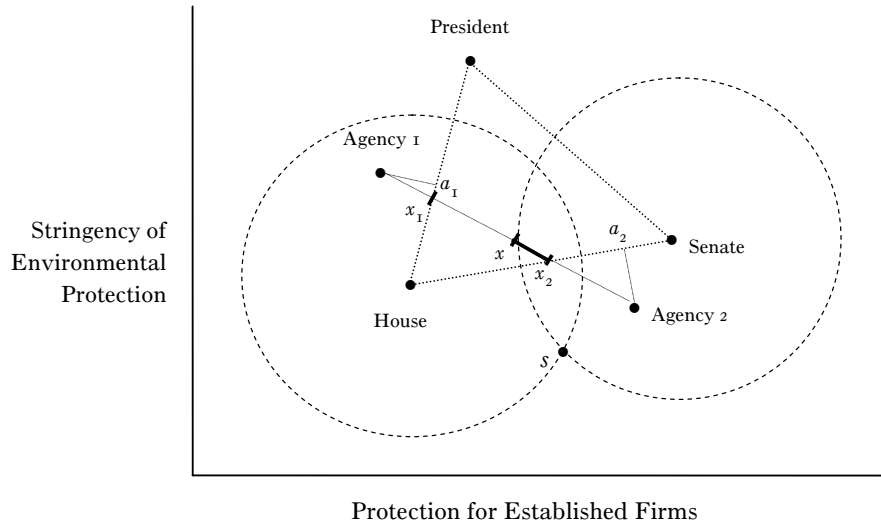 President
Agency 1
a1
x1
Stringency of
Environmental
Protection
a2
x
x2
Senate
House
Agency 2
s
Protection for Established Firms